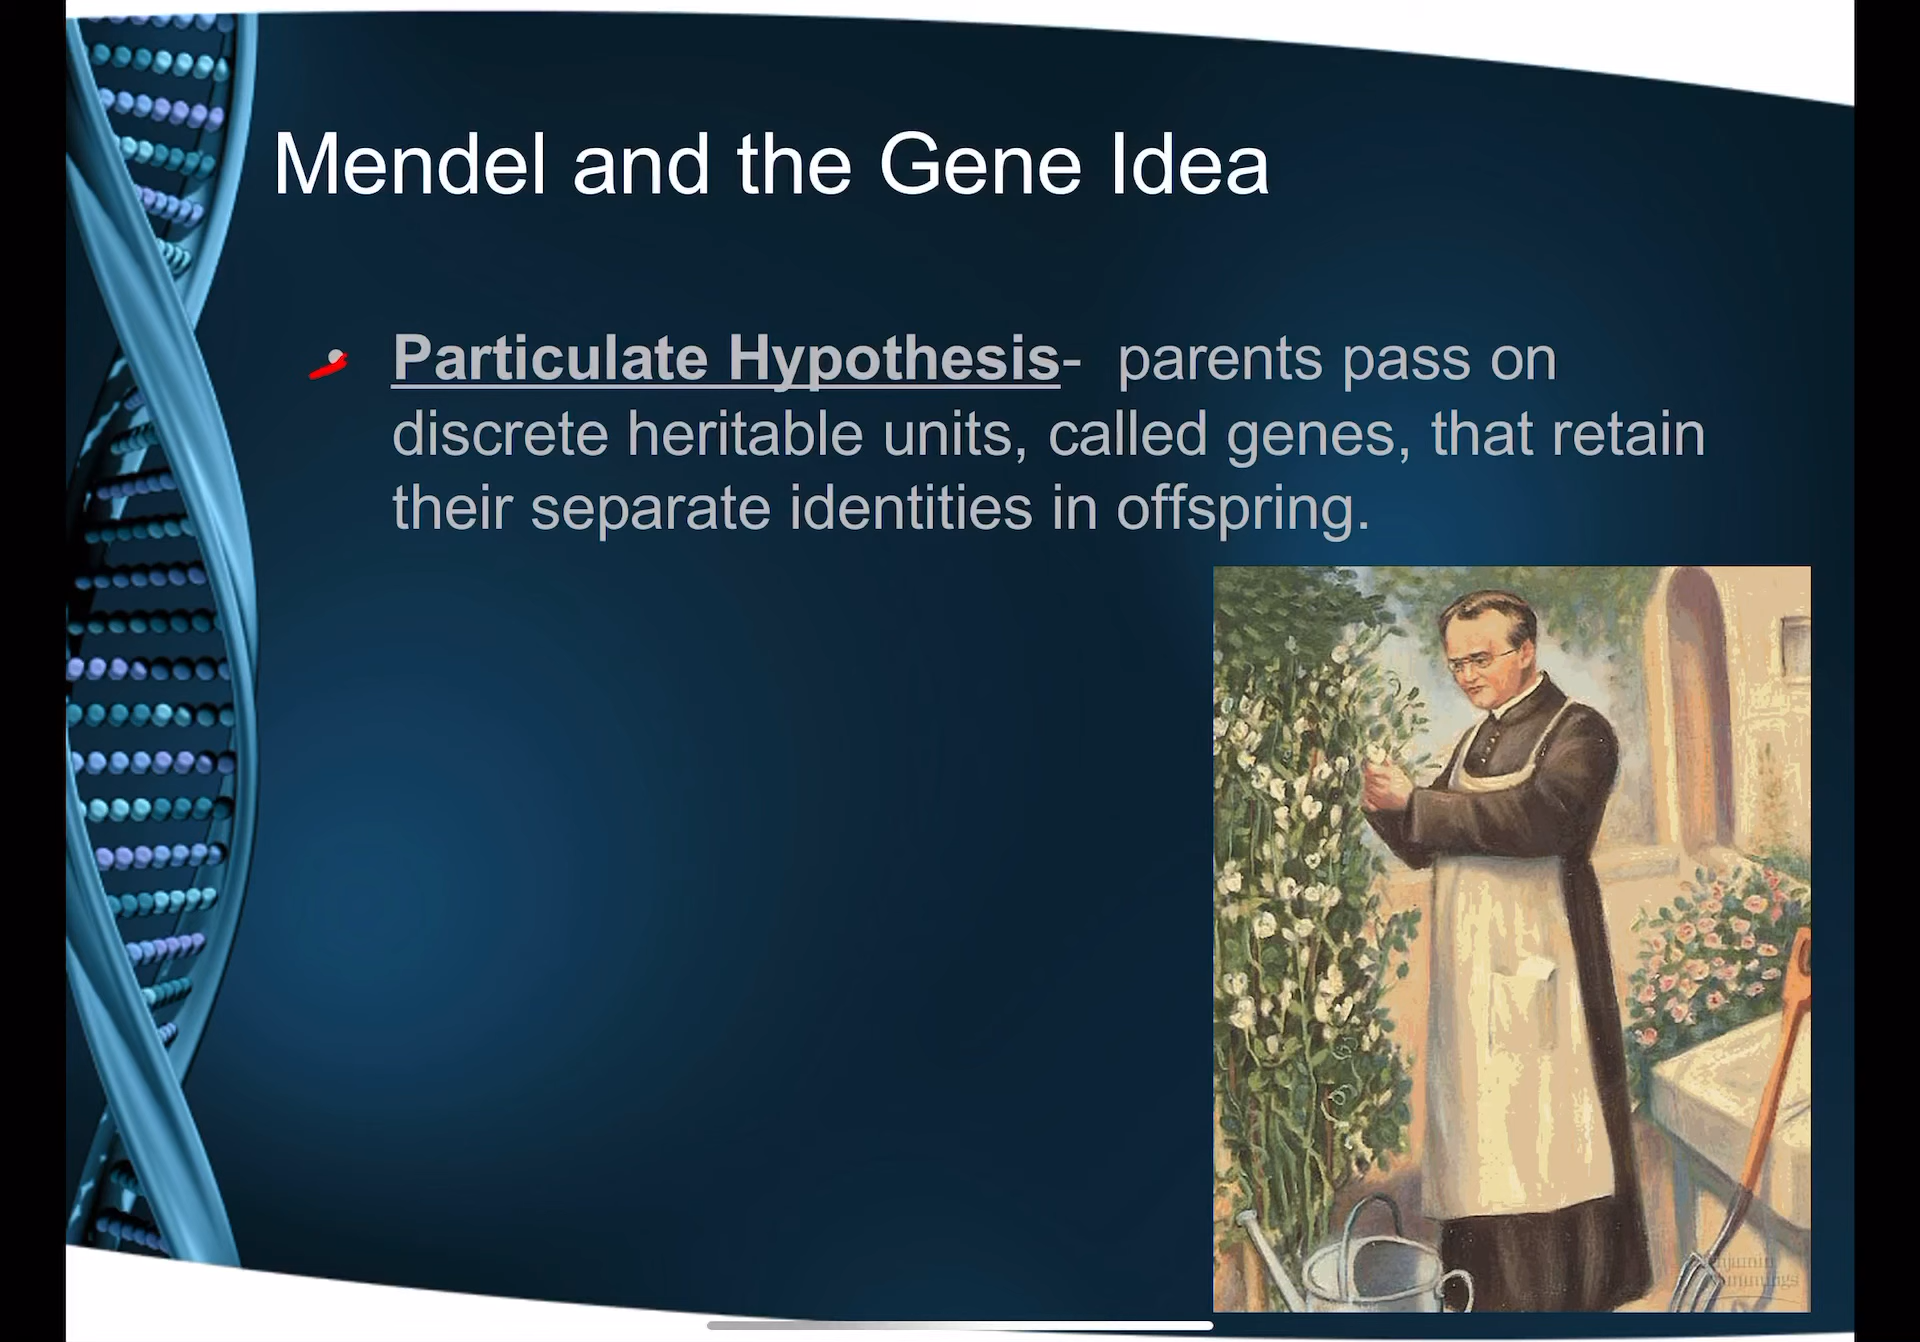 Mendel and the Gene Idea
• Particulate Hypothesis- parents pass on
discrete heritable units, called genes, that retain
their separate identities in offspring.